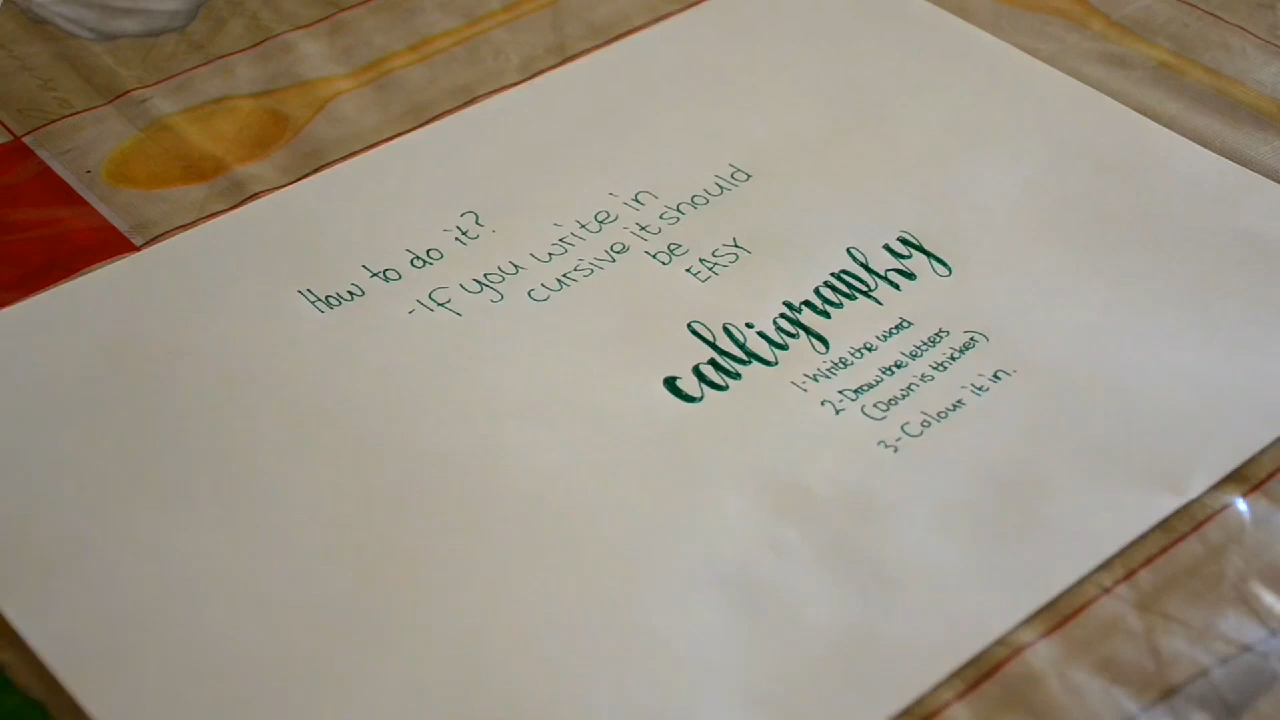 How to do it?
-If you write in
cursive it should
be
EASY
calligraphy
1-Write the word
2-Draw the letters
(Down is thicker)
3-Colour it in.